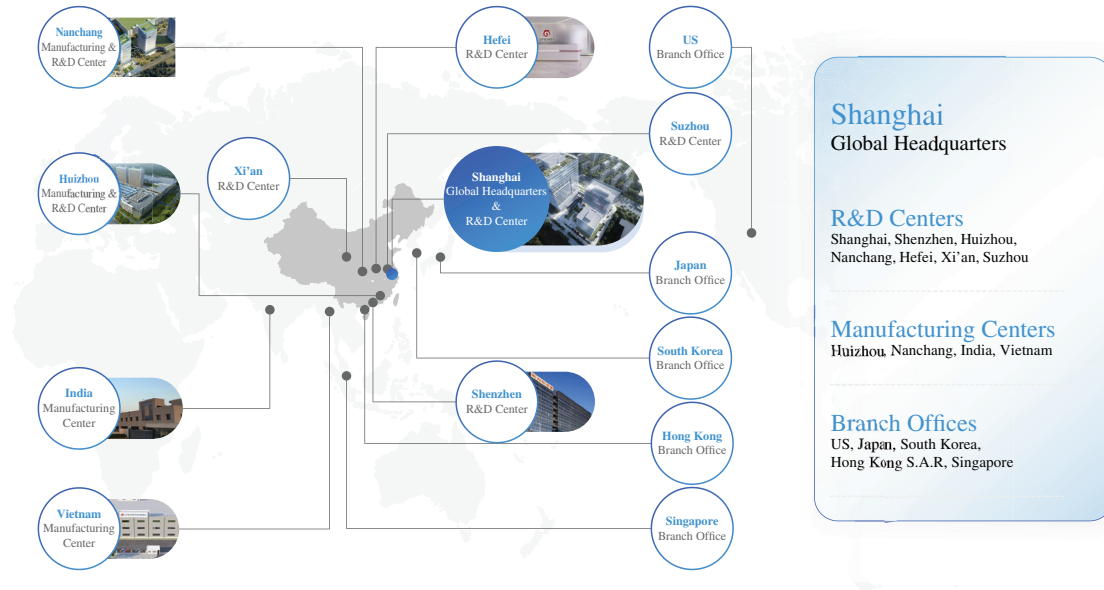 Nanchang
Manufacturing &
R&D Center
Hefei
R&D Center
US
Branch Office
Suzhou
R&D Center
Huizhou
Manufacturing &
R&D Center
Xi'an
R&D Center
Shanghai
Global Headquarters
&
R&D Center
Japan
Branch Office
South Korea
Branch Office
India
Manufacturing
Center
Shenzhen
R&D Center
Hong Kong
Branch Office
Vietnam
Manufacturing
Center
Singapore
Branch Office
Shanghai
Global Headquarters
R&D Centers
Shanghai, Shenzhen, Huizhou,
Nanchang, Hefei, Xi'an, Suzhou
Manufacturing Centers
Huizhou, Nanchang, India, Vietnam
Branch Offices
US, Japan, South Korea,
Hong Kong S.A.R, Singapore